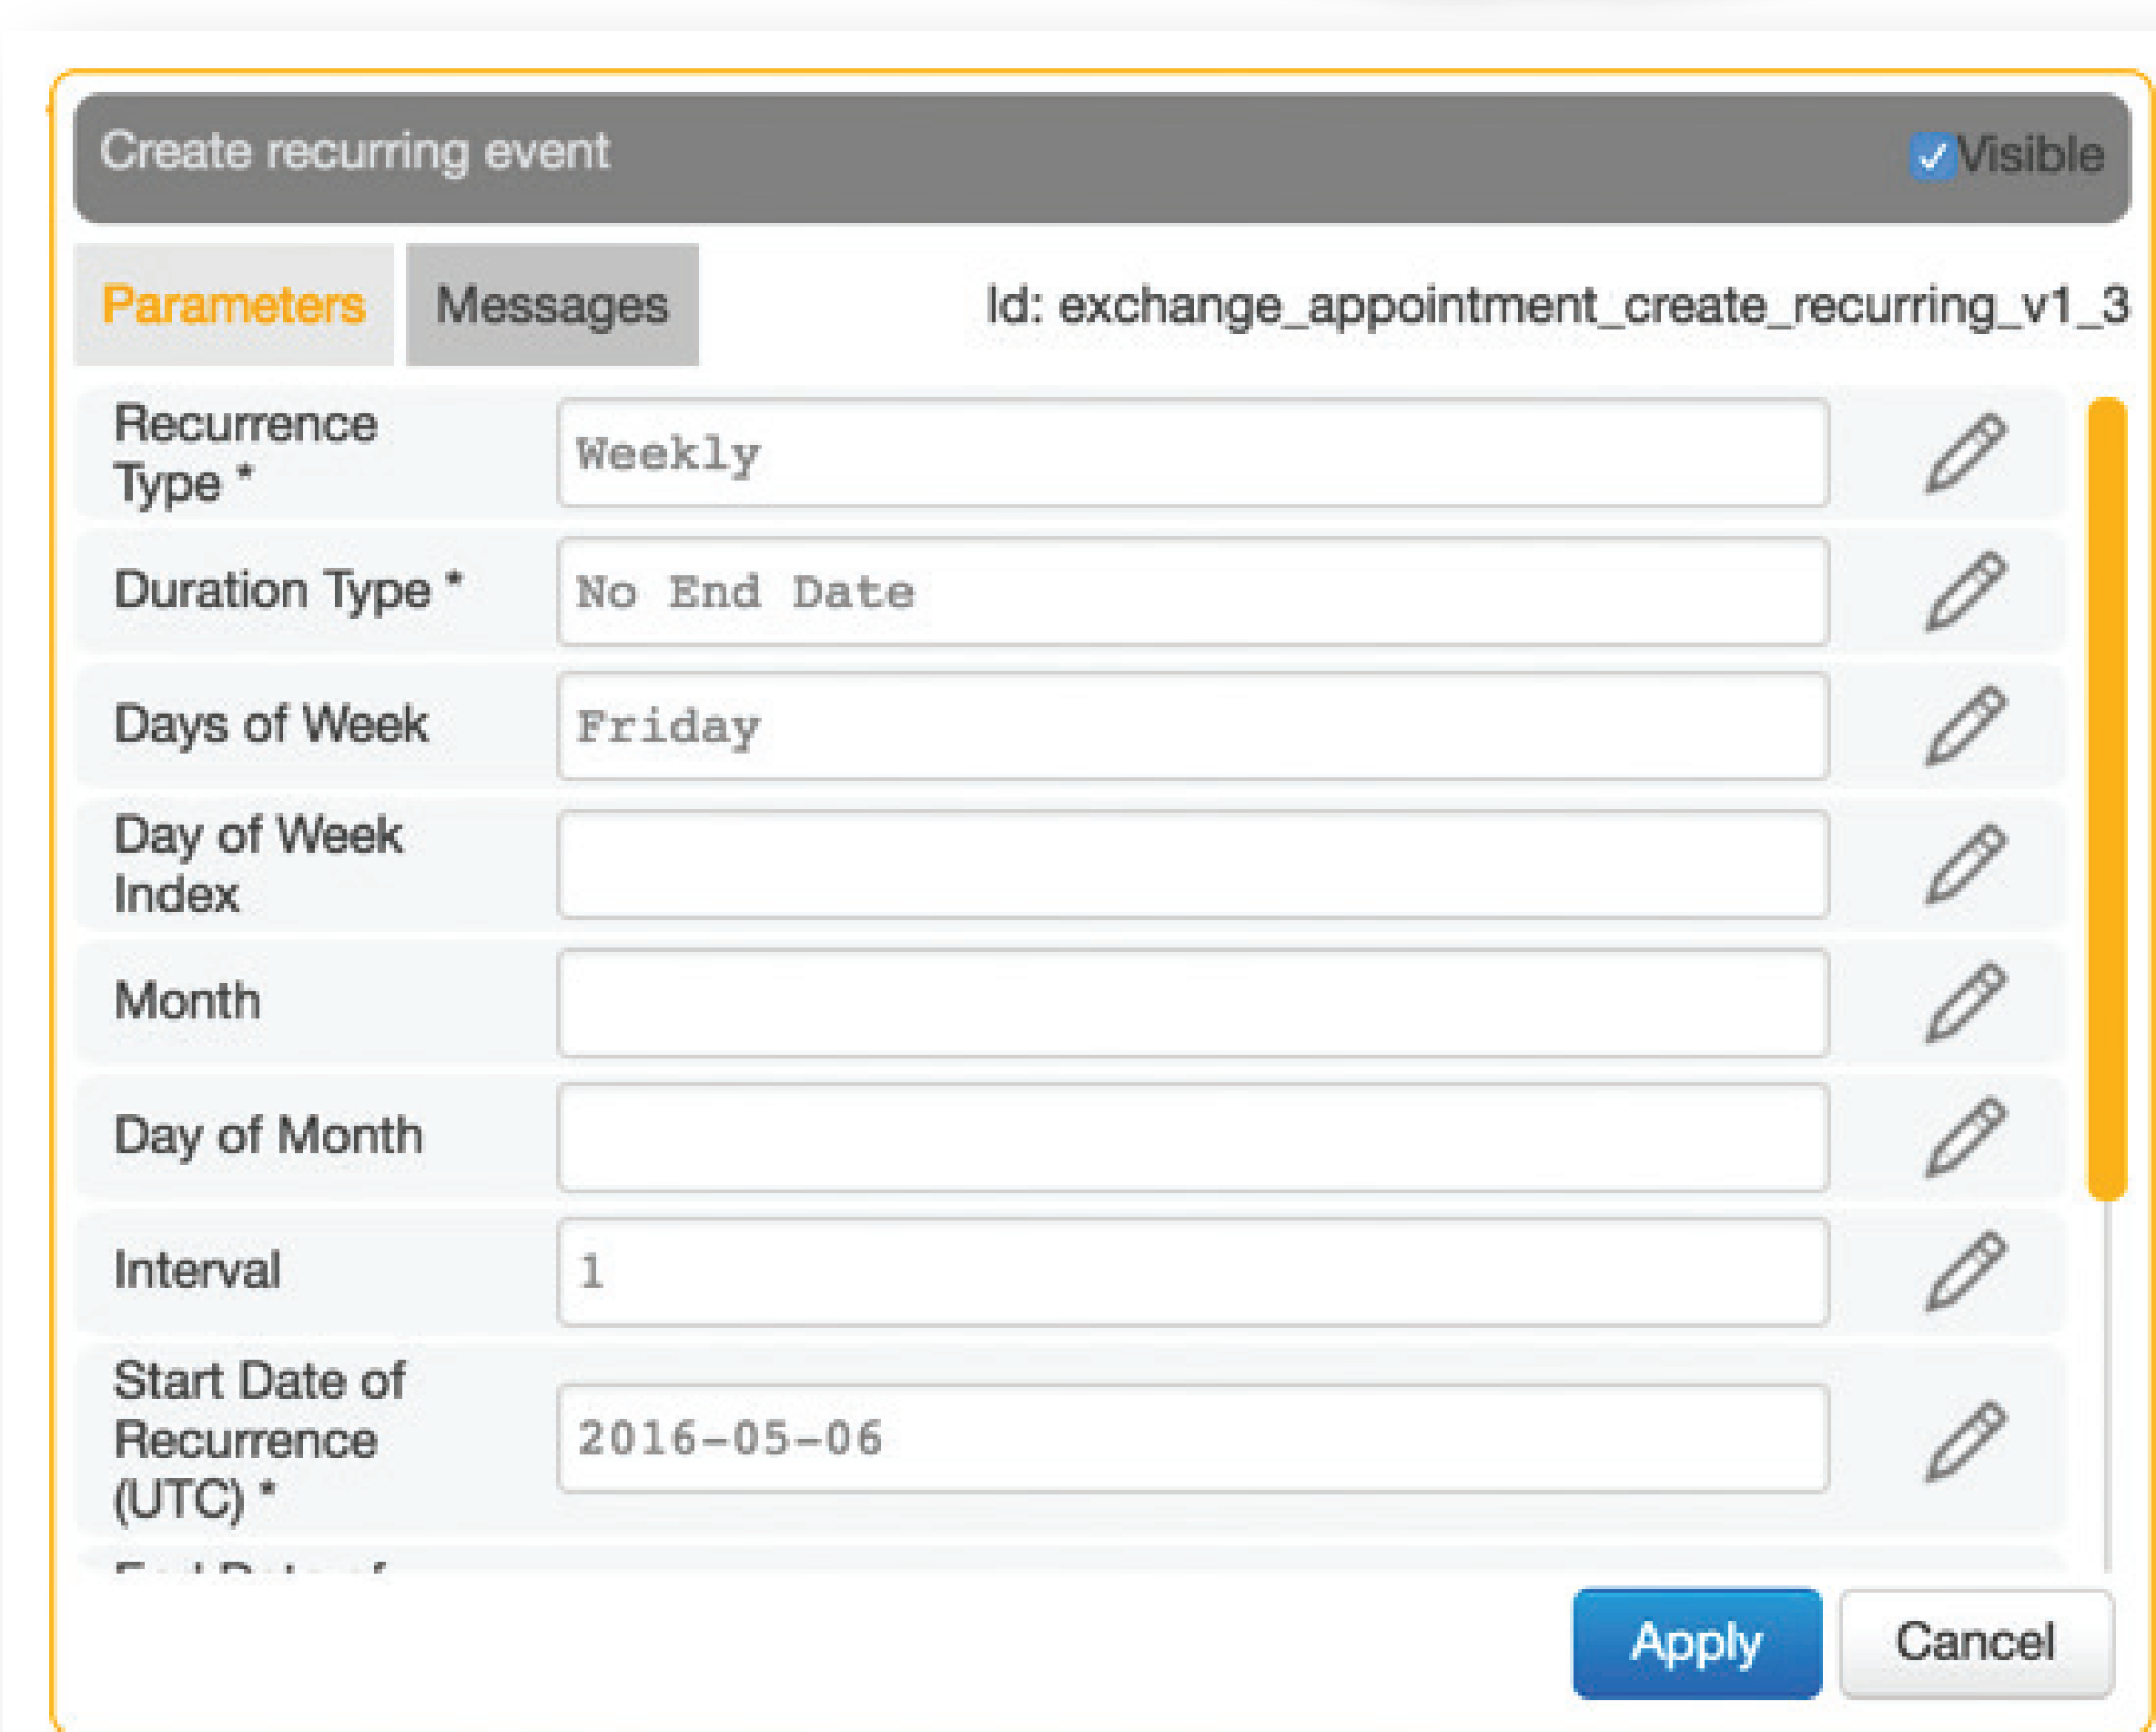 Create recurring event
Visible
Parameters
Messages
Id: exchange_appointment_create_recurring_v1_3
Recurrence
Type *
Weekly
Duration Type *
No End Date
Days of Week
Friday
Day of Week
Index
Month
Day of Month
Interval
1
Start Date of
Recurrence
(UTC) *
2016-05-06
Apply
Cancel